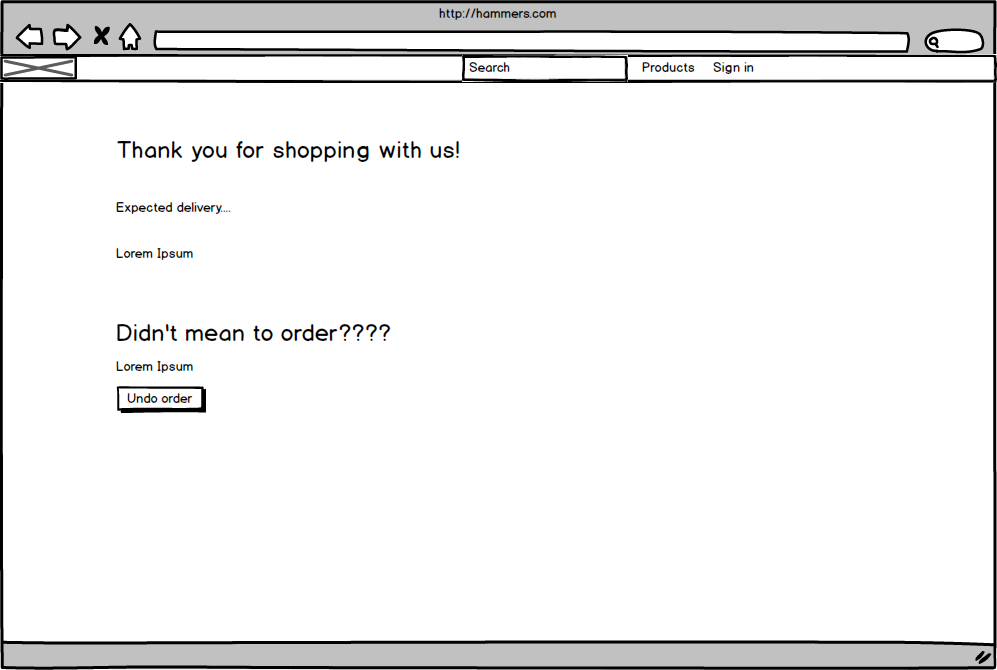 http://hammers.com
Search Products Sign in
Thank you for shopping with us!
Expected delivery....
Lorem Ipsum
Didn't mean to order????
Lorem Ipsum
Undo order